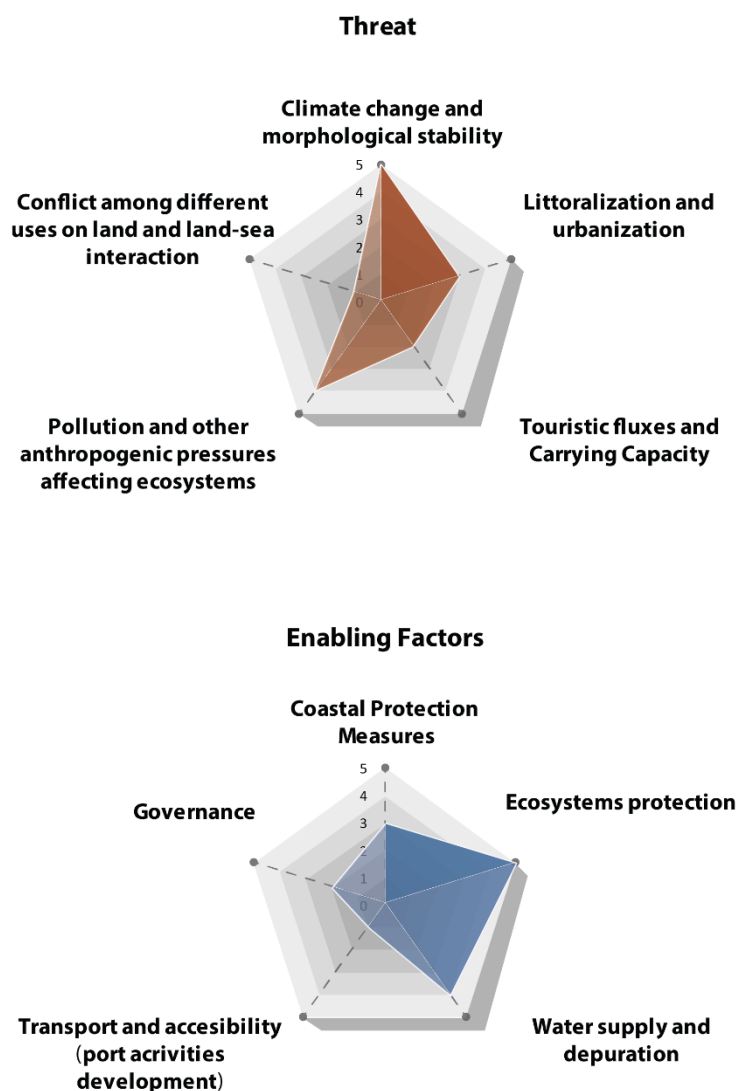 Threat
Climate change and
morphological stability
5
4
3
2
1
0
Conflict among different
uses on land and land-sea
interaction
Littoralization and
urbanization
Pollution and other
anthropogenic pressures
affecting ecosystems
Touristic fluxes and
Carrying Capacity
Enabling Factors
Coastal Protection
Measures
5
4
3
2
1
0
Governance
Ecosystems protection
Transport and accesibility
(port acrivities
development)
Water supply and
depuration